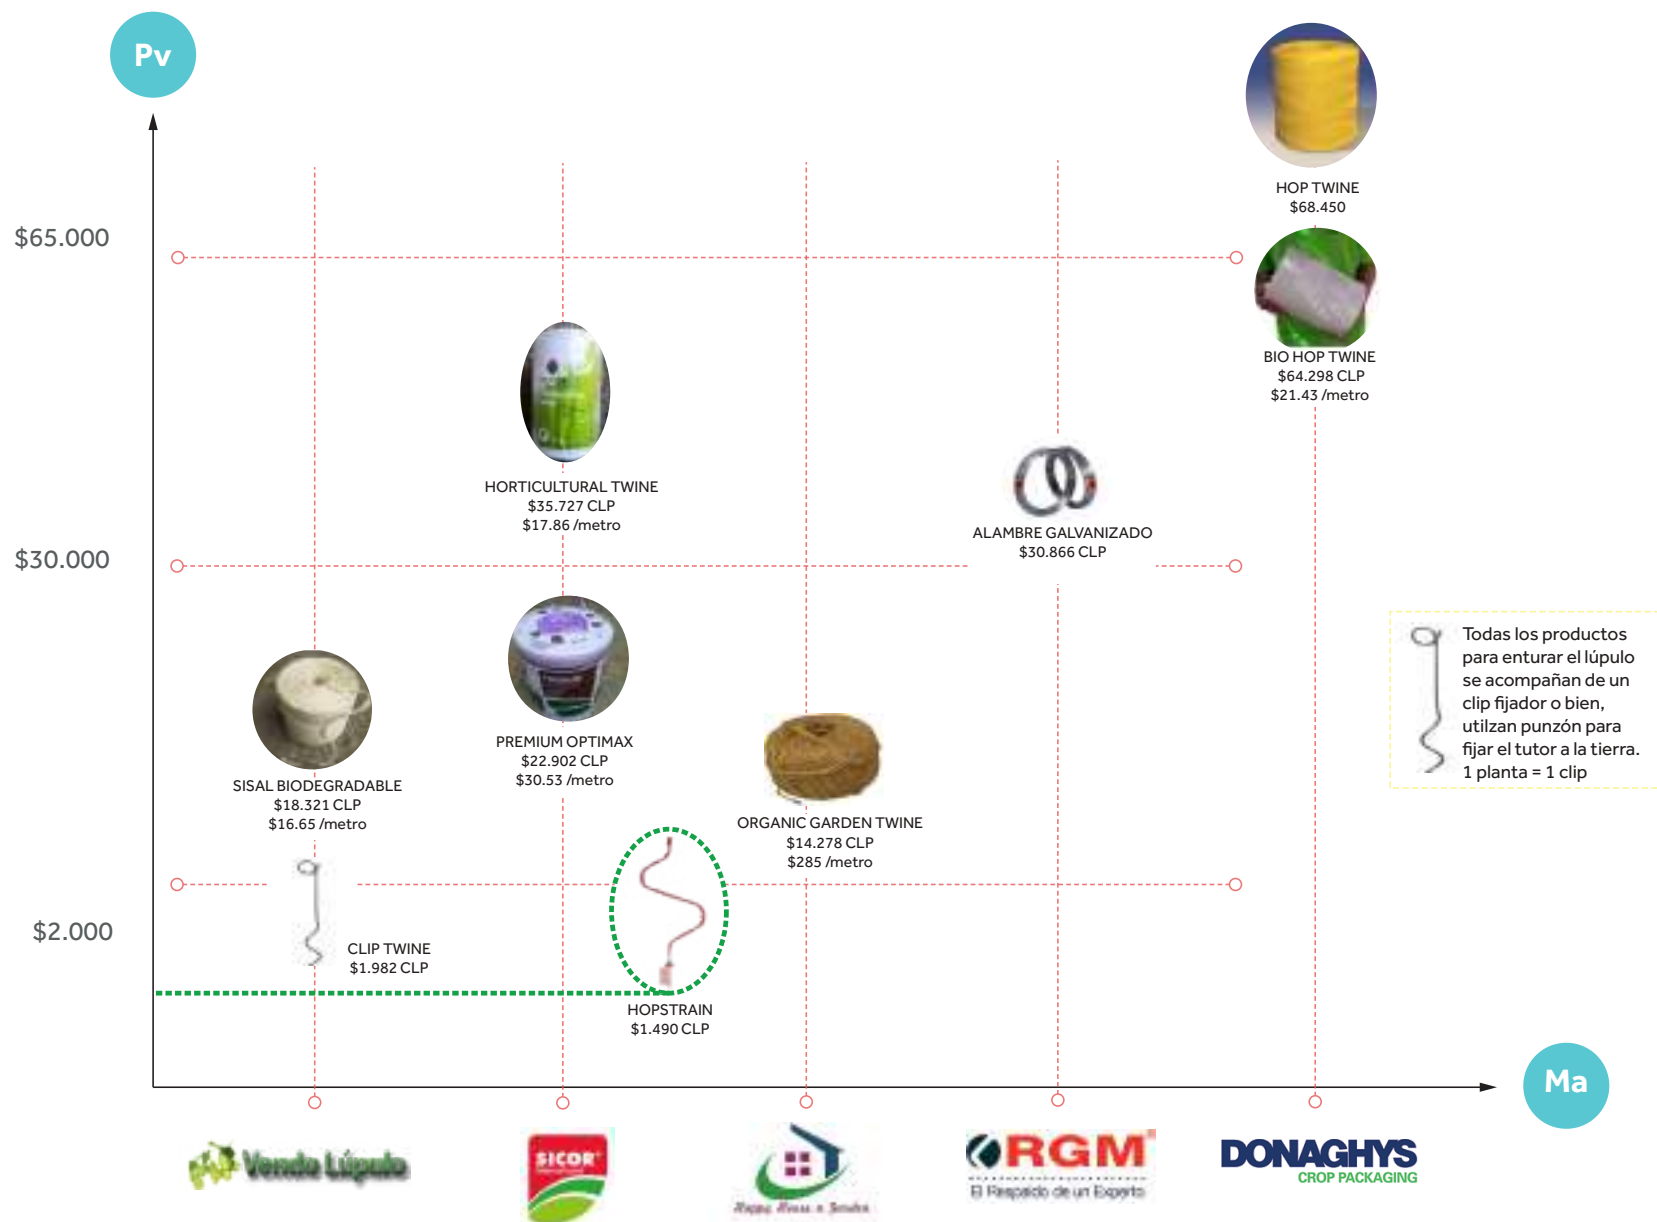 Pv
HOP TWINE
$68.450
$65.000
BIO HOP TWINE
$64.298 CLP
$21.43 /metro
HORTICULTURAL TWINE
$35.727 CLP
$17.86 /metro
ALAMBRE GALVANIZADO
$30.866 CLP
$30.000
Todas los productos
para enturar el lúpulo
se acompañan de un
clip fijador o bien,
utilzan punzón para
fijar el tutor a la tierra.
1 planta = 1 clip
PREMIUM OPTIMAX
$22.902 CLP
$30.53 /metro
SISAL BIODEGRADABLE
$18.321 CLP
$16.65 /metro
ORGANIC GARDEN TWINE
$14.278 CLP
$285 /metro
$2.000
CLIP TWINE
$1.982 CLP
HOPSTRAIN
$1.490 CLP
Ma
Vendo Lúpulo
SICOR
RGM
El Respaldo de un Experto
DONAGHYS
CROP PACKAGING